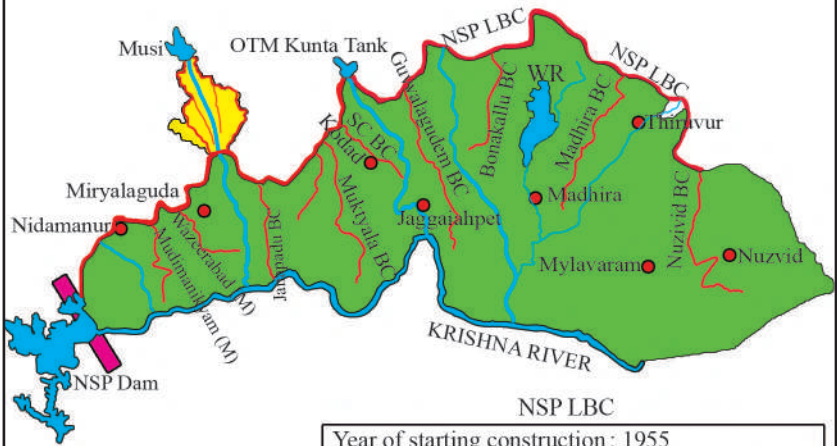 Musi
OTM Kunta Tank
NSP LBC
NSP LBC
Guvvalagudem BC
Bonakallu BC
WR
Madhira BC
Thiruvur
SC BC
Kodad
Muktyala BC
Miryalaguda
Nidamanur
Wazeerabad (M)
Mudimanikyam (M)
Janpadu BC
Jaggaiahpet
Madhira
Mylavaram
Nuzivid BC
Nuzvid
KRISHNA RIVER
NSP Dam
NSP LBC
Year of starting construction : 1955